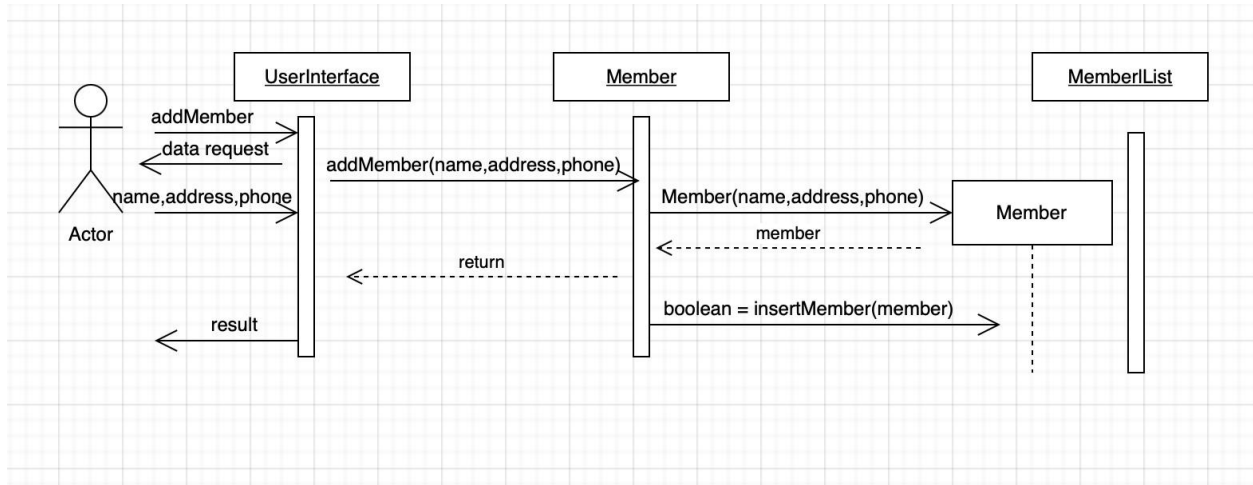 UserInterface
Member
MemberlList
addMember
data request
addMember(name,address,phone)
name,address,phone
Member(name,address,phone)
Member
Actor
member
return
boolean = insertMember(member)
result